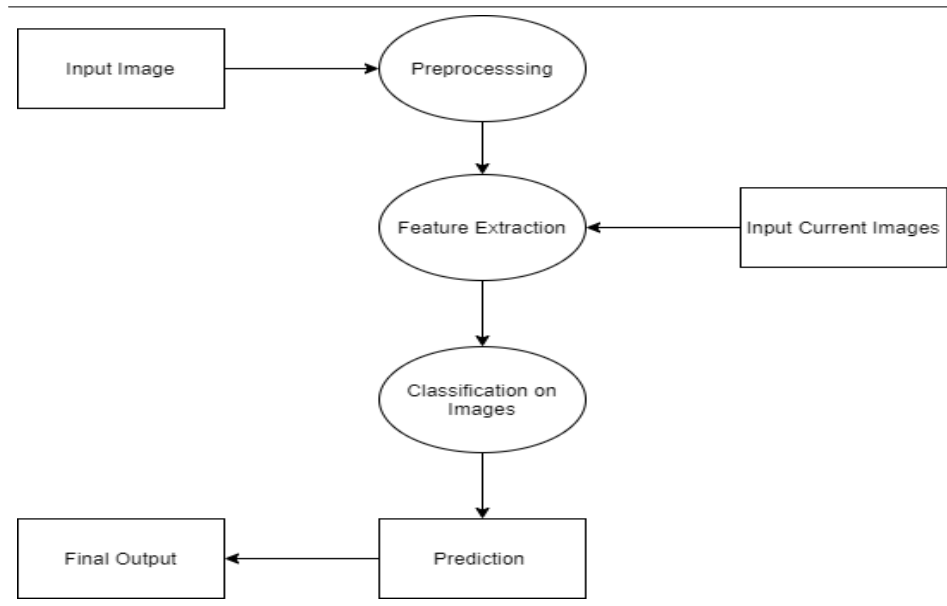 Input Image
Preprocesssing
Feature Extraction
Input Current Images
Classification on
Images
Final Output
Prediction